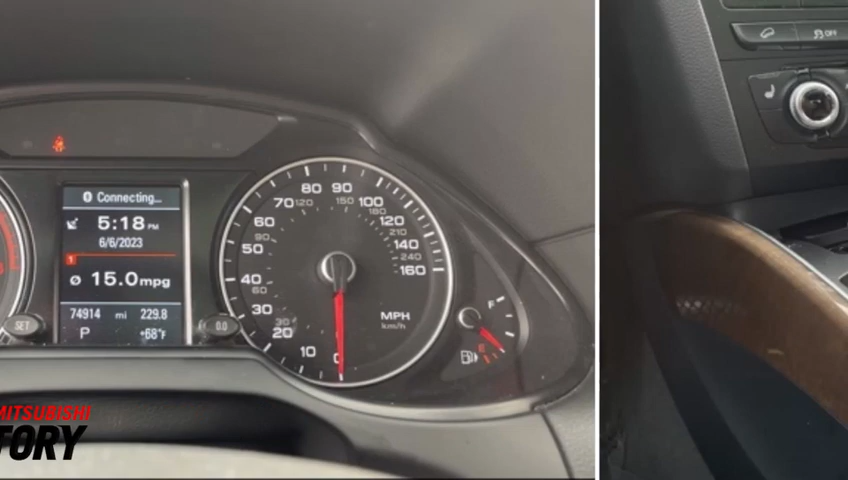 Connecting...
5:18 PM
6/6/2023
1
Ø 15.0mpg
74914 mi 229.8
P +68°F
SET
0.0
0 10 20 30 40 50 60 70 80 90 100 120 140 160
30 60 90 120 150 180 210 240
MPH
km/h
F
OFF
MITSUBISHI
TORY